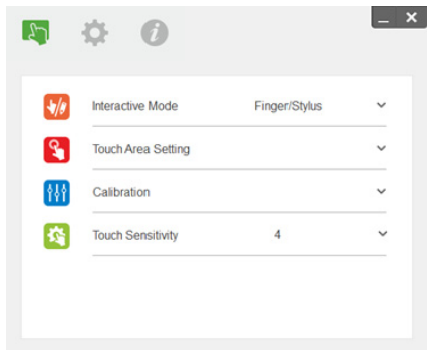 Interactive Mode Finger/Stylus
Touch Area Setting
Calibration
Touch Sensitivity 4